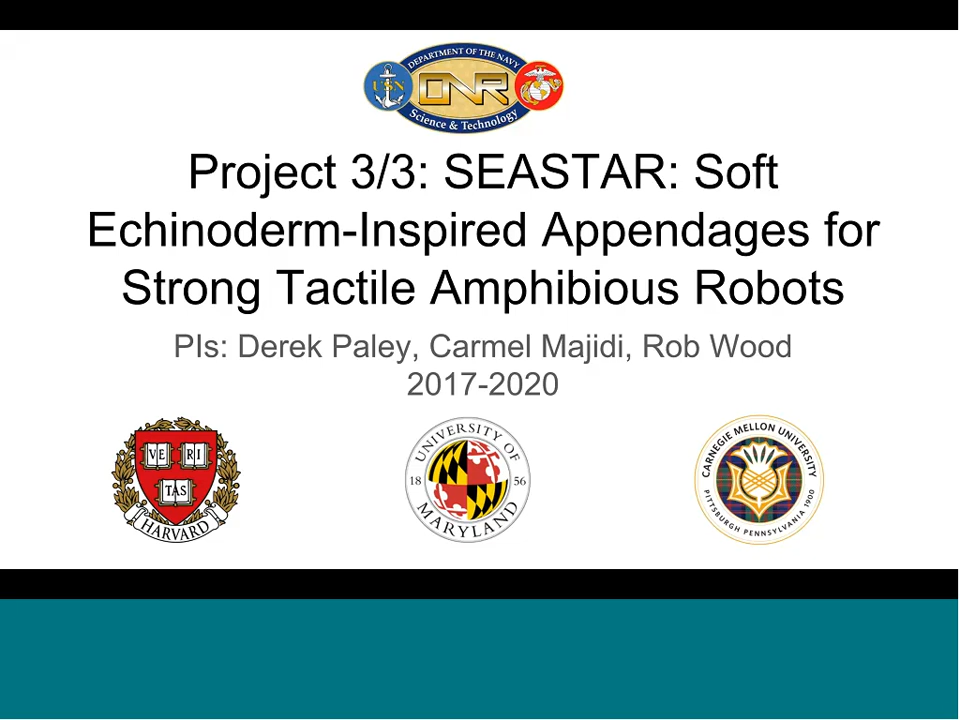 DEPARTMENT OF THE NAVY
USN
ONR
Science & Technology
Project 3/3: SEASTAR: Soft
Echinoderm-Inspired Appendages for
Strong Tactile Amphibious Robots
PIs: Derek Paley, Carmel Majidi, Rob Wood
2017-2020
VE RI
TAS
HARVARD
UNIVERSITY OF
18 56
MARYLAND
CARNEGIE MELLON UNIVERSITY
PITTSBURGH PENNSYLVANIA 1900